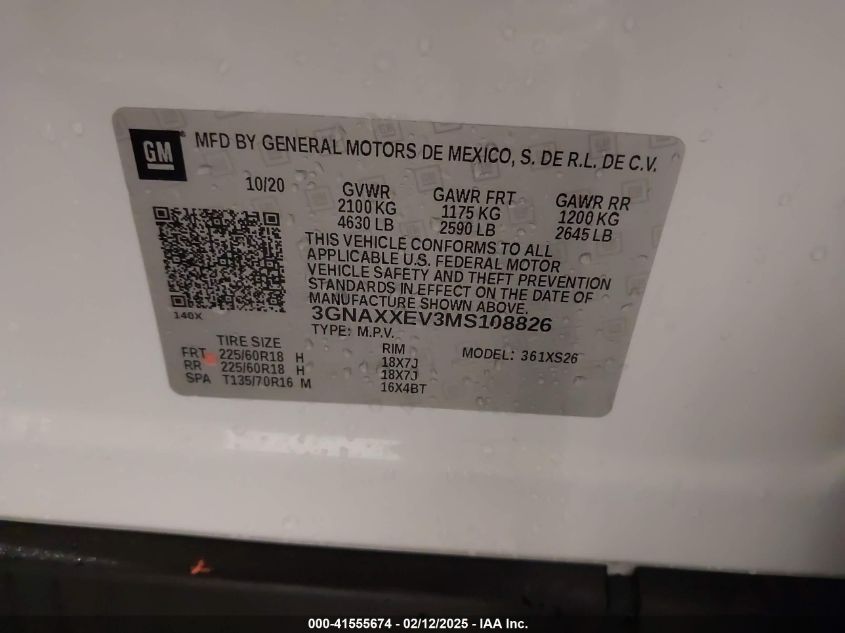 GM
MFD BY GENERAL MOTORS DE MEXICO, S. DE R.L. DE C.V.
10/20 GVWR GAWR FRT GAWR RR
2100 KG 1175 KG 1200 KG
4630 LB 2590 LB 2645 LB
THIS VEHICLE CONFORMS TO ALL
APPLICABLE U.S. FEDERAL MOTOR
VEHICLE SAFETY AND THEFT PREVENTION
STANDARDS IN EFFECT ON THE DATE OF
MANUFACTURE SHOWN ABOVE.
140X 3GNAXXEV3MS108826
TYPE: M.P.V.
TIRE SIZE RIM MODEL: 361XS26
FRT 225/60R18 H 18X7J
RR 225/60R18 H 18X7J
SPA T135/70R16 M 16X4BT
000-41555674 - 02/12/2025 - IAA Inc.